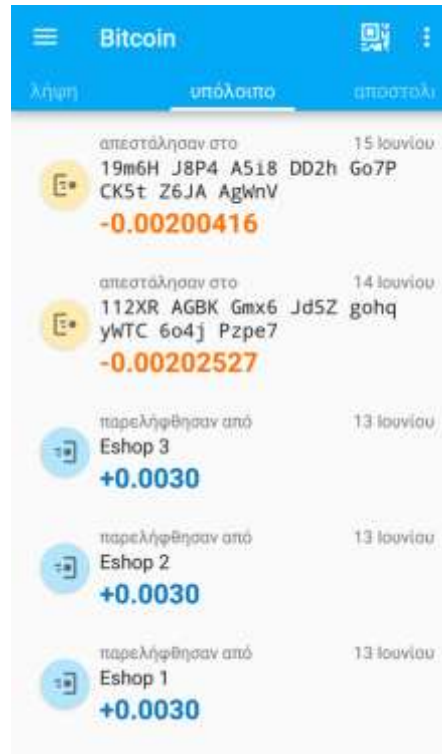 Bitcoin
λήψη υπόλοιπο αποστολι
απεστάλησαν στο 15 Ιουνίου
19m6H J8P4 A5i8 DD2h Go7P
CK5t Z6JA AgWnV
-0.00200416
απεστάλησαν στο 14 Ιουνίου
112XR AGBK Gmx6 Jd5Z gohq
yWTC 6o4j Pzpe7
-0.00202527
παρελήφθησαν από 13 Ιουνίου
Eshop 3
+0.0030
παρελήφθησαν από 13 Ιουνίου
Eshop 2
+0.0030
παρελήφθησαν από 13 Ιουνίου
Eshop 1
+0.0030